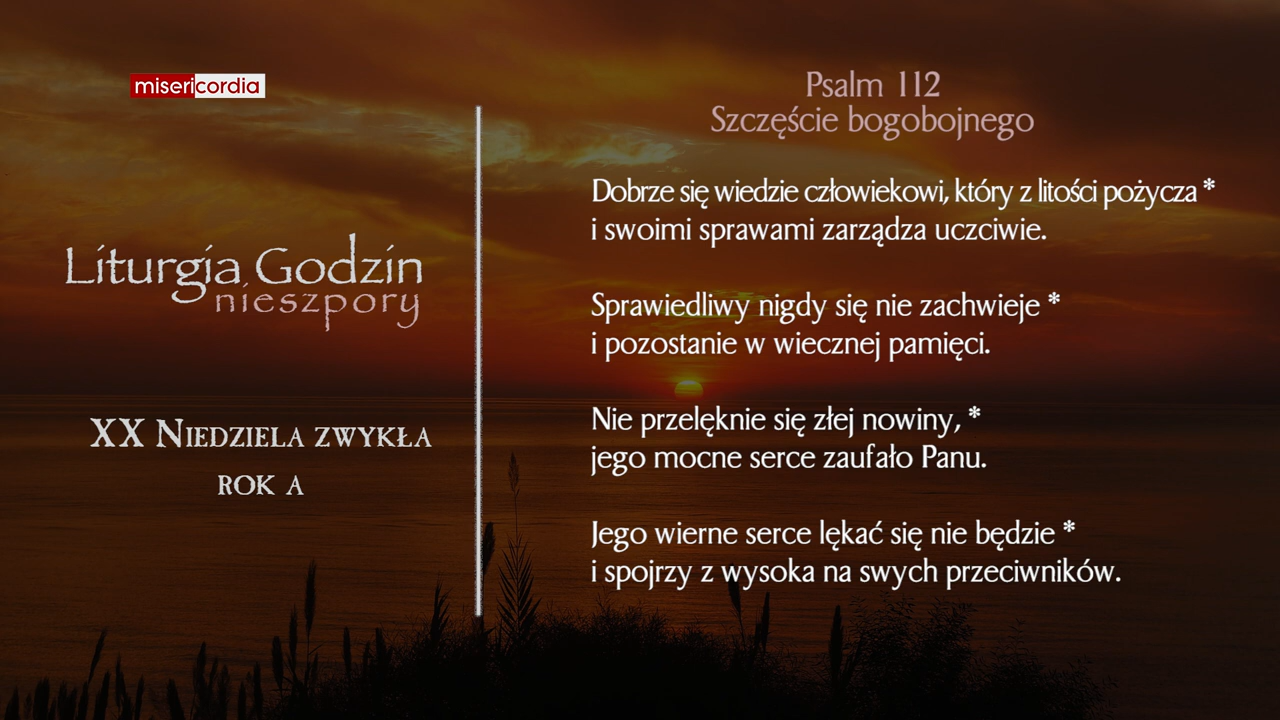 misericordia
Liturgia Godzin
nieszpory
XX Niedziela zwykła
rok A
Psalm 112
Szczęście bogobojnego
Dobrze się wiedzie człowiekowi, który z litości pożycza *
i swoimi sprawami zarządza uczciwie.
Sprawiedliwy nigdy się nie zachwieje *
i pozostanie w wiecznej pamięci.
Nie przelęknie się złej nowiny, *
jego mocne serce zaufało Panu.
Jego wierne serce lękać się nie będzie *
i spojrzy z wysoka na swych przeciwników.